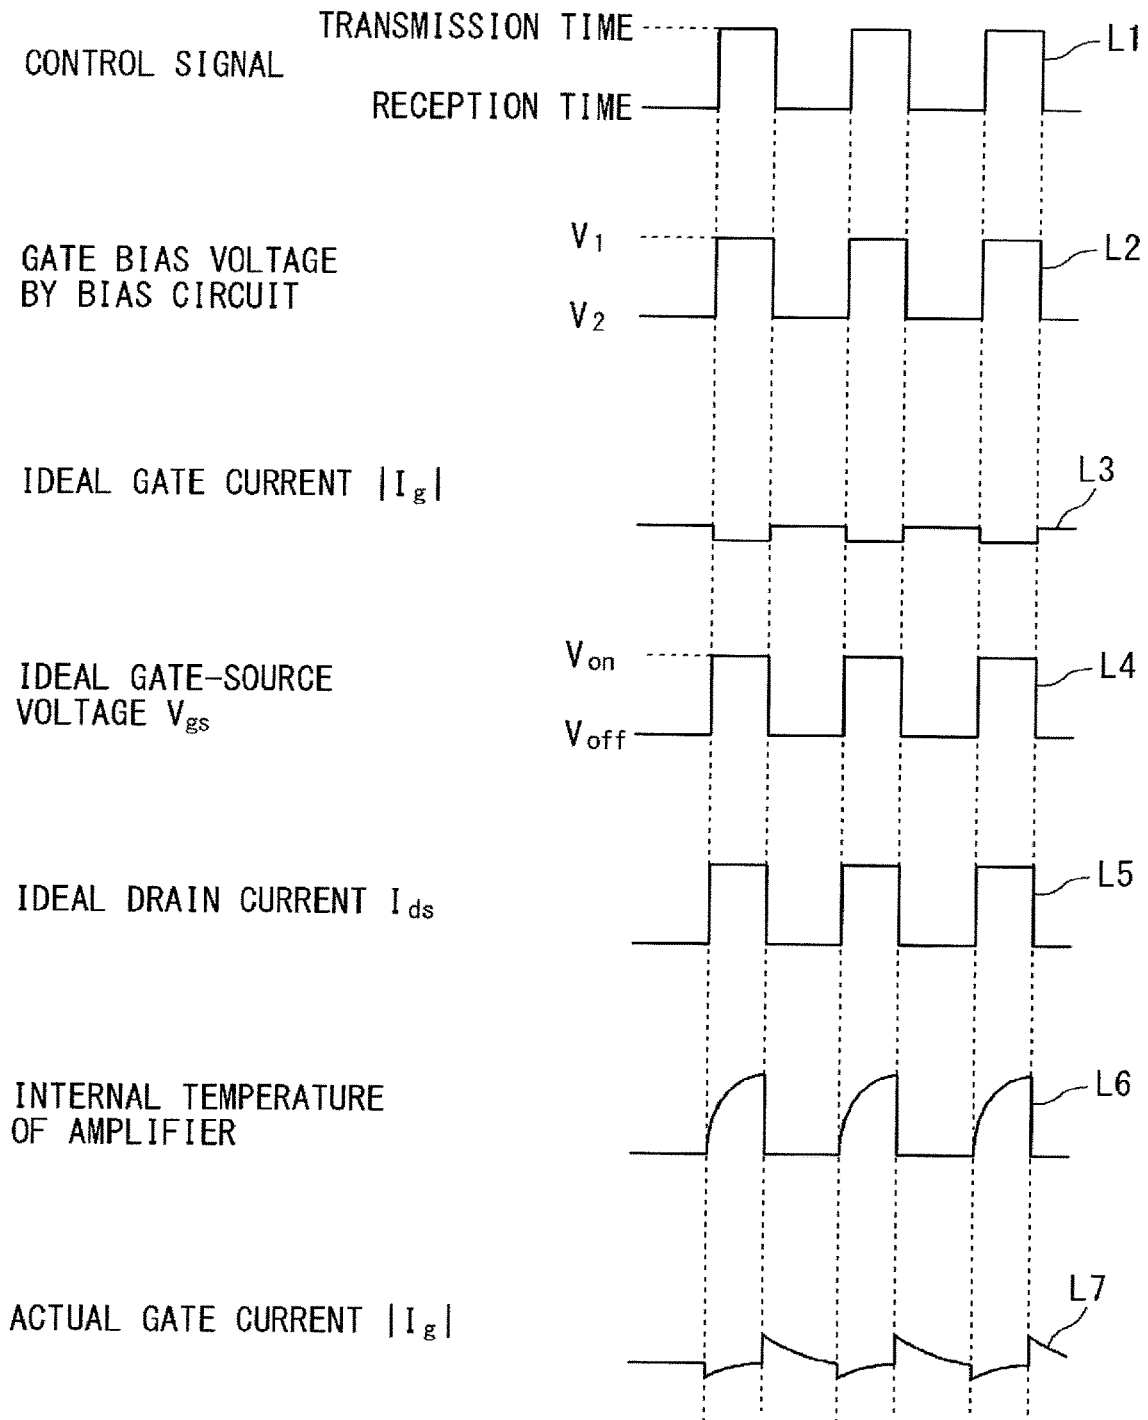 TRANSMISSION TIME
L1
CONTROL SIGNAL
RECEPTION TIME
V1
L2
GATE BIAS VOLTAGE
BY BIAS CIRCUIT
V2
L3
IDEAL GATE CURRENT |Ig|
Von
L4
IDEAL GATE-SOURCE
VOLTAGE Vgs
Voff
L5
IDEAL DRAIN CURRENT Ids
L6
INTERNAL TEMPERATURE
OF AMPLIFIER
L7
ACTUAL GATE CURRENT |Ig|